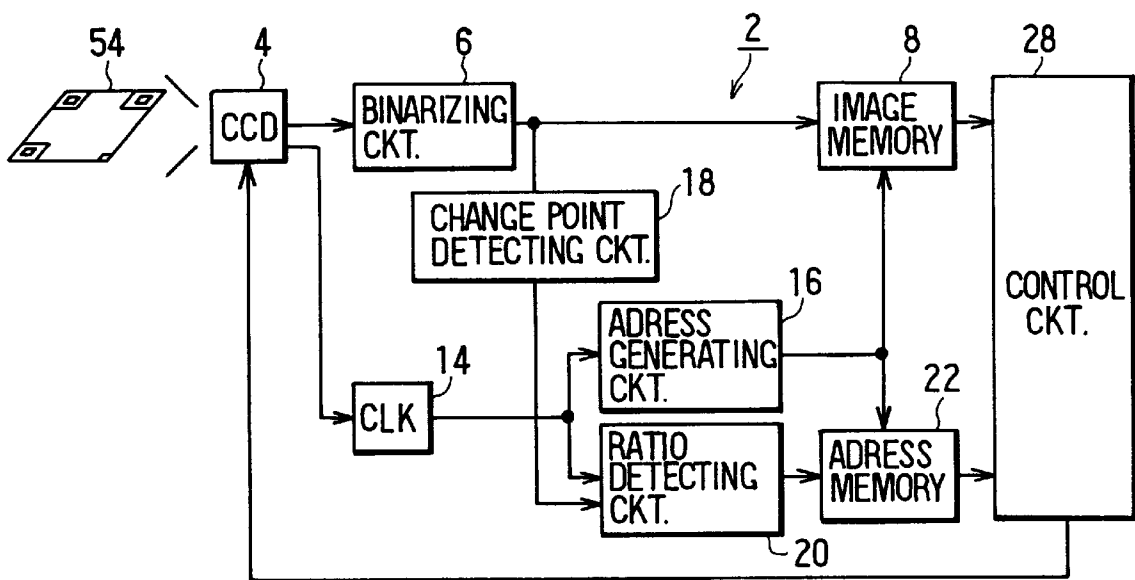 54
4
6
2
8
28
CCD
BINARIZING
CKT.
IMAGE
MEMORY
18
CHANGE POINT
DETECTING CKT.
16
ADRESS
GENERATING
CKT.
CONTROL
CKT.
14
CLK
22
RATIO
DETECTING
CKT.
ADRESS
MEMORY
20